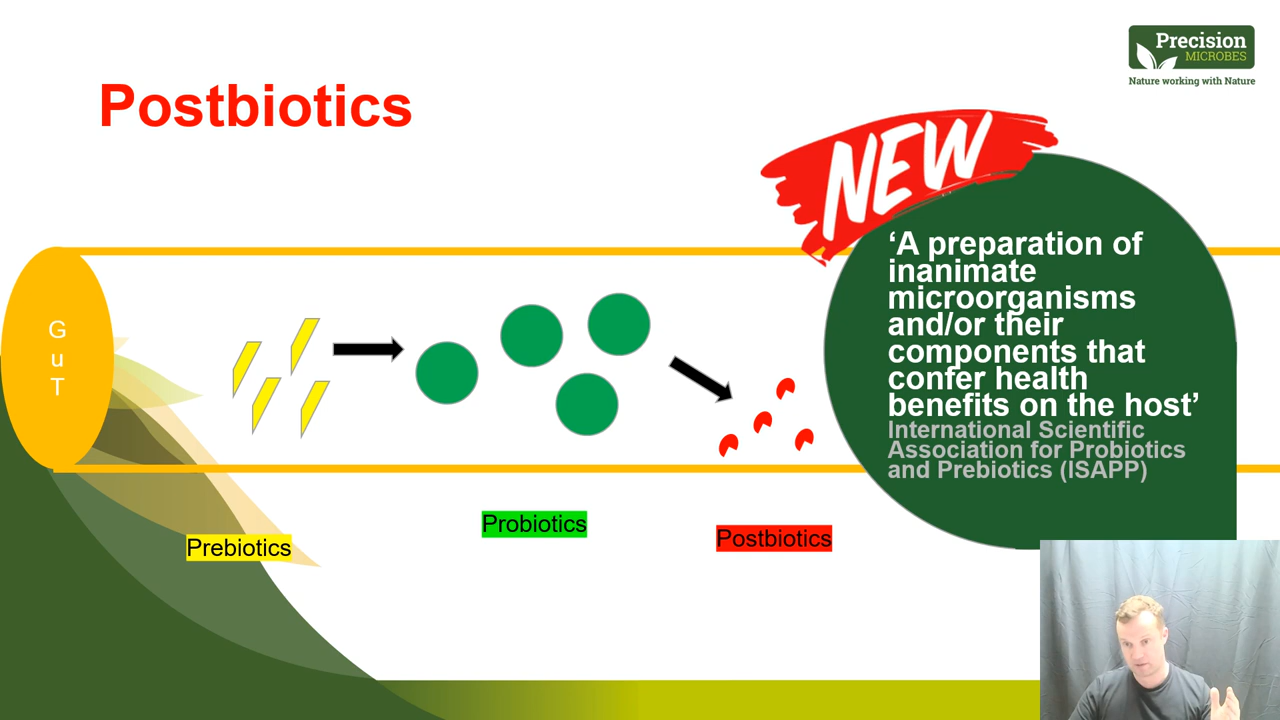 Precision
MICROBES
Nature working with Nature
Postbiotics
NEW
‘A preparation of
inanimate
microorganisms
and/or their
components that
confer health
benefits on the host’
International Scientific
Association for Probiotics
and Prebiotics (ISAPP)
G
u
T
Probiotics
Postbiotics
Prebiotics